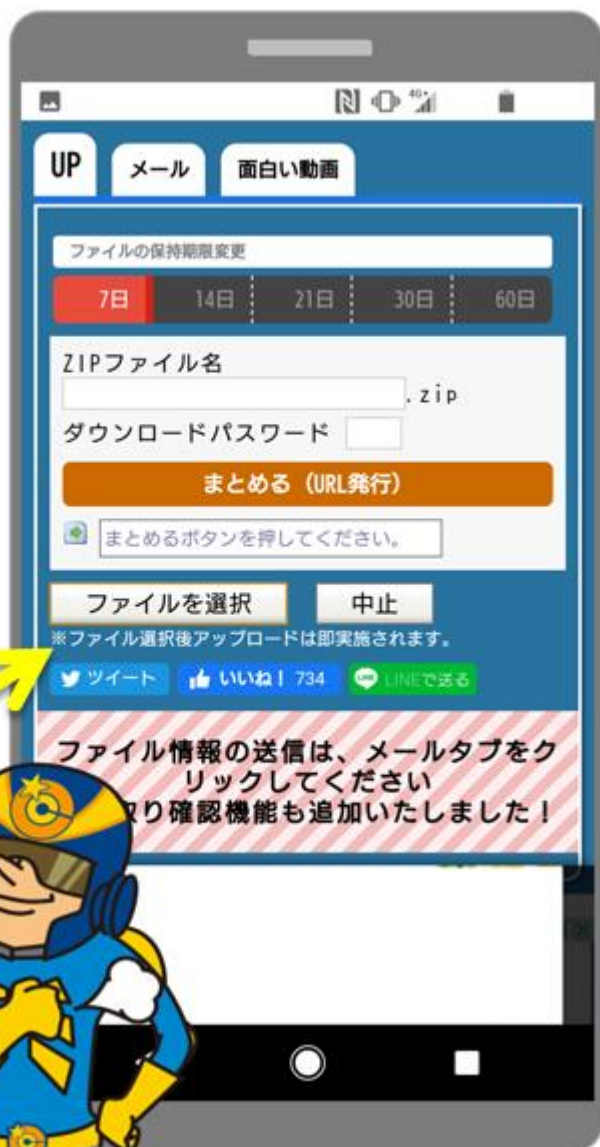 4G+
UP
メール
面白い動画
ファイルの保持期限変更
7日
14日
21日
30日
60日
ZIPファイル名
.zip
ダウンロードパスワード
まとめる（URL発行）
まとめるボタンを押してください。
ファイルを選択
中止
※ファイル選択後アップロードは即実施されます。
ツイート
いいね！ 734
LINEで送る
ファイル情報の送信は、メールタブをク
リックしてください
取り確認機能も追加いたしました！